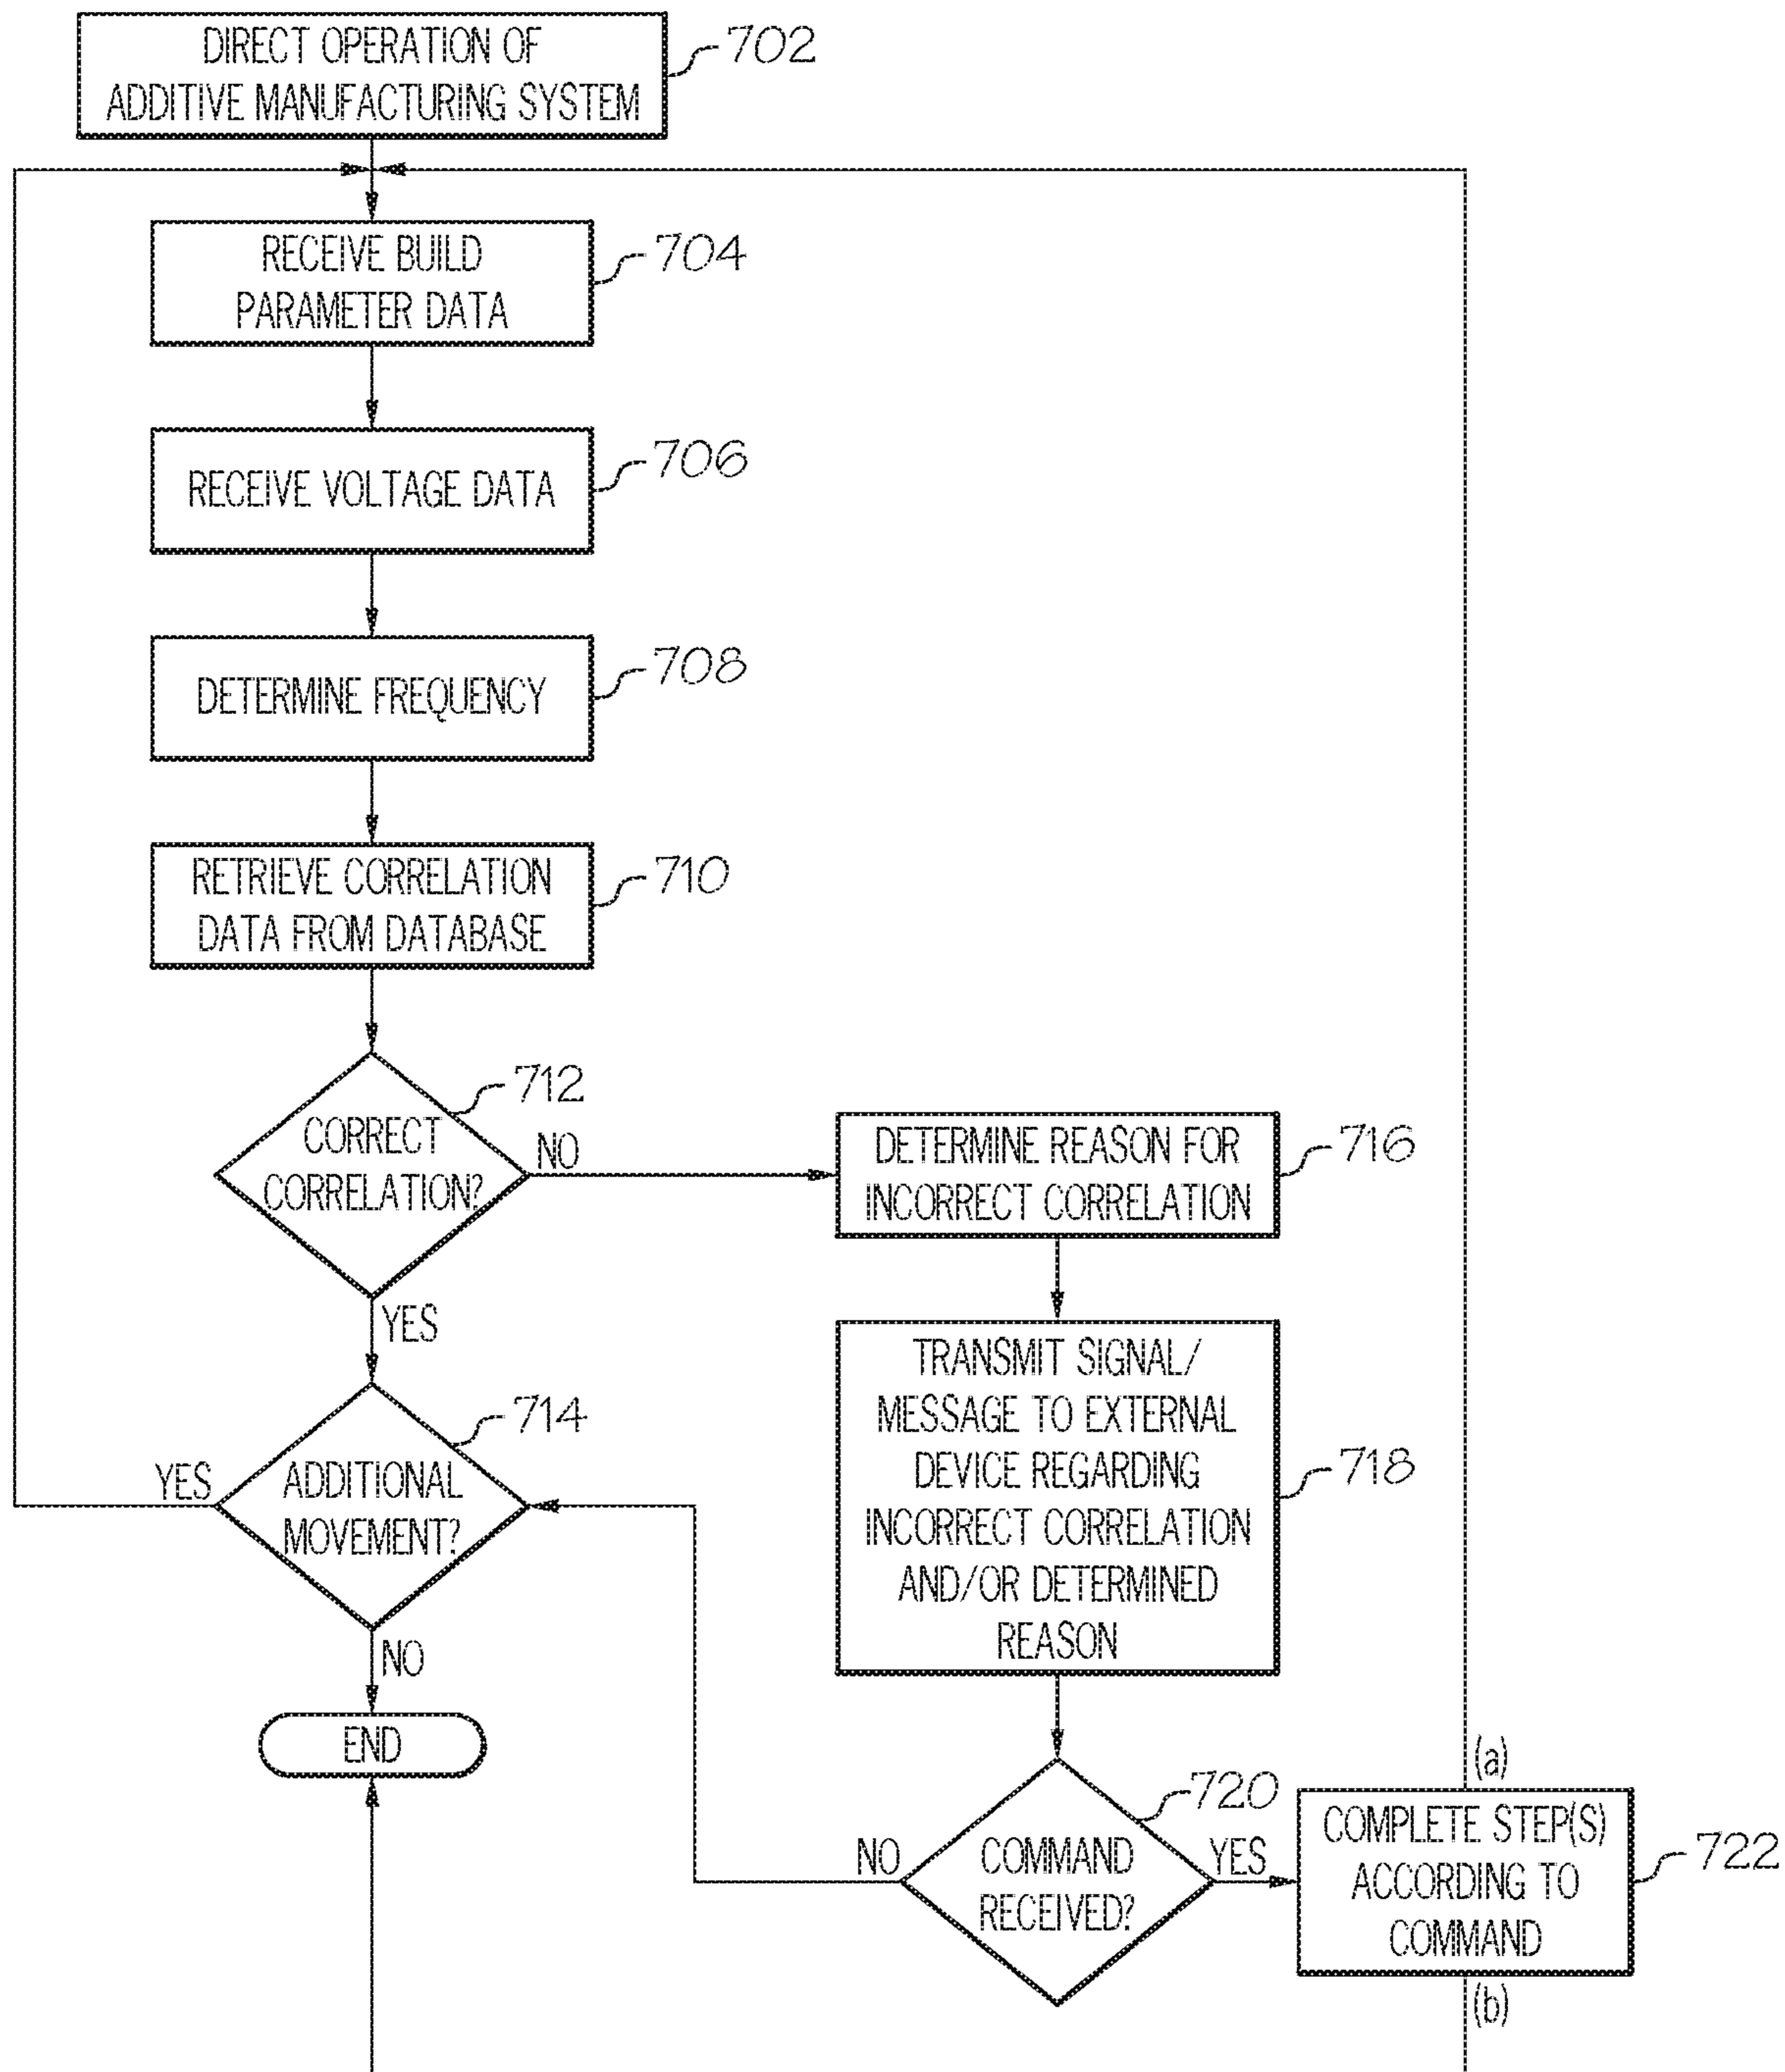 DIRECT OPERATION OF
ADDITIVE MANUFACTURING SYSTEM
702
RECEIVE BUILD
PARAMETER DATA
704
RECEIVE VOLTAGE DATA
706
DETERMINE FREQUENCY
708
RETRIEVE CORRELATION
DATA FROM DATABASE
710
CORRECT
CORRELATION?
712
NO
YES
DETERMINE REASON FOR
INCORRECT CORRELATION
716
ADDITIONAL
MOVEMENT?
714
YES
NO
TRANSMIT SIGNAL/
MESSAGE TO EXTERNAL
DEVICE REGARDING
INCORRECT CORRELATION
AND/OR DETERMINED
REASON
718
END
COMMAND
RECEIVED?
720
NO
YES
(a)
COMPLETE STEP(S)
ACCORDING TO
COMMAND
722
(b)